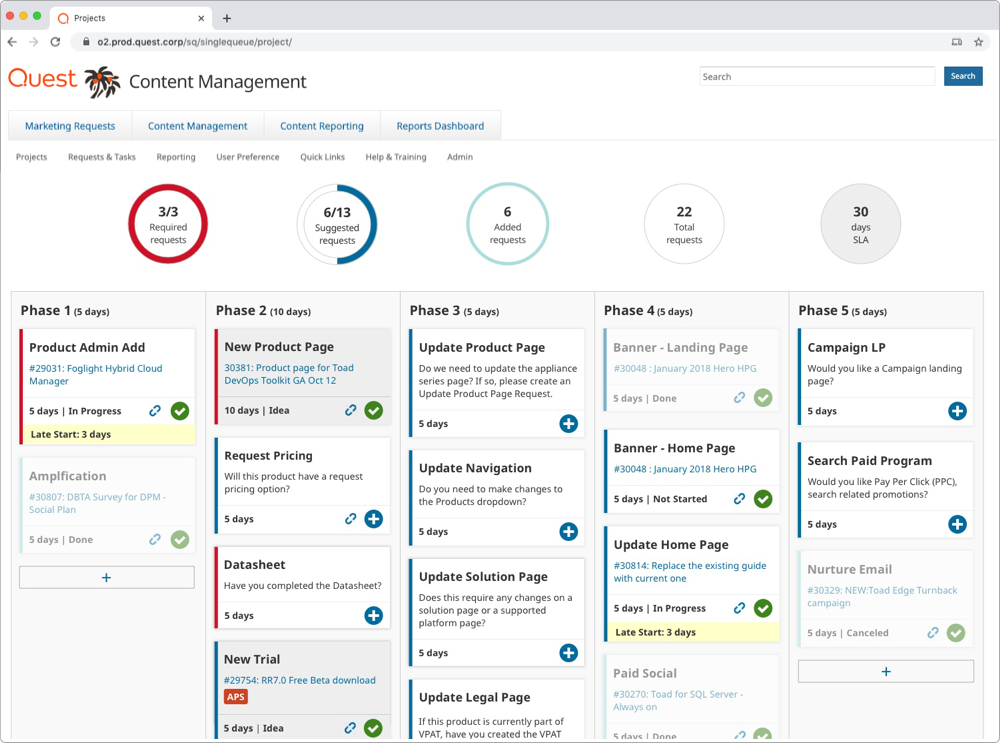 Projects
o2.prod.quest.corp/sq/singlequeue/project/
Quest Content Management
Search
Search
Marketing Requests
Content Management
Content Reporting
Reports Dashboard
Projects
Requests & Tasks
Reporting
User Preference
Quick Links
Help & Training
Admin
3/3
Required
requests
6/13
Suggested
requests
6
Added
requests
22
Total
requests
30
days
SLA
Phase 1 (5 days)
Product Admin Add
#29031: Foglight Hybrid Cloud
Manager
5 days | In Progress
Late Start: 3 days
Amplfication
#30807: DBTA Survey for DPM -
Social Plan
5 days | Done
Phase 2 (10 days)
New Product Page
30381: Product page for Toad
DevOps Toolkit GA Oct 12
10 days | Idea
Request Pricing
Will this product have a request
pricing option?
5 days
Datasheet
Have you completed the Datasheet?
5 days
New Trial
#29754: RR7.0 Free Beta download
APS
5 days | Idea
Phase 3 (5 days)
Update Product Page
Do we need to update the appliance
series page? If so, please create an
Update Product Page Request.
5 days
Update Navigation
Do you need to make changes to
the Products dropdown?
5 days
Update Solution Page
Does this require any changes on a
solution page or a supported
platform page?
5 days
Update Legal Page
If this product is currently part of
VPAT, have you created the VPAT
Phase 4 (5 days)
Banner - Landing Page
#30048 : January 2018 Hero HPG
5 days | Done
Banner - Home Page
#30048 : January 2018 Hero HPG
5 days | Not Started
Update Home Page
#30814: Replace the existing guide
with current one
5 days | In Progress
Late Start: 3 days
Paid Social
#30270: Toad for SQL Server -
Always on
5 days | Done
Phase 5 (5 days)
Campaign LP
Would you like a Campaign landing
page?
5 days
Search Paid Program
Would you like Pay Per Click (PPC),
search related promotions?
5 days
Nurture Email
#30329: NEW:Toad Edge Turnback
campaign
5 days | Canceled